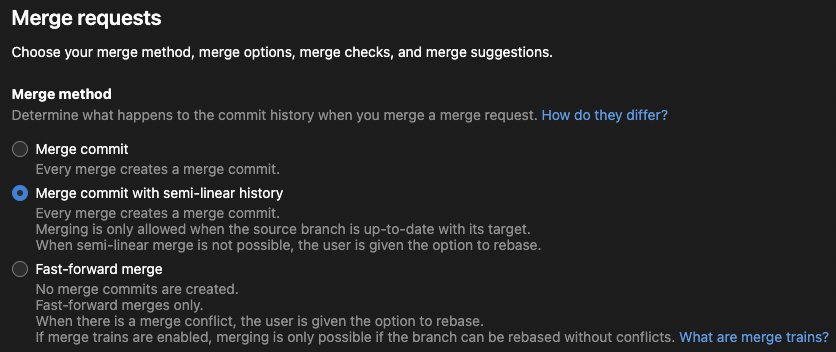 Merge requests
Choose your merge method, merge options, merge checks, and merge suggestions.
Merge method
Determine what happens to the commit history when you merge a merge request. How do they differ?
Merge commit
Every merge creates a merge commit.
Merge commit with semi-linear history
Every merge creates a merge commit.
Merging is only allowed when the source branch is up-to-date with its target.
When semi-linear merge is not possible, the user is given the option to rebase.
Fast-forward merge
No merge commits are created.
Fast-forward merges only.
When there is a merge conflict, the user is given the option to rebase.
If merge trains are enabled, merging is only possible if the branch can be rebased without conflicts. What are merge trains?